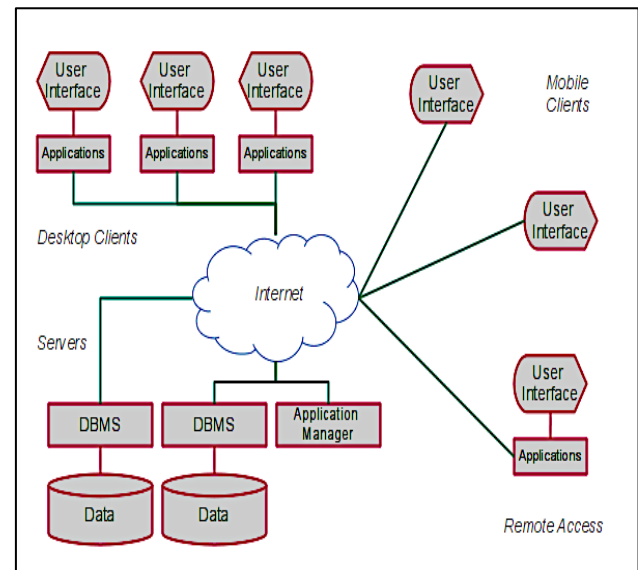 User
Interface
User
Interface
User
Interface
User
Interface
Mobile
Clients
Applications
Applications
Applications
User
Interface
Desktop Clients
Internet
Servers
User
Interface
DBMS
DBMS
Application
Manager
Applications
Data
Data
Remote Access